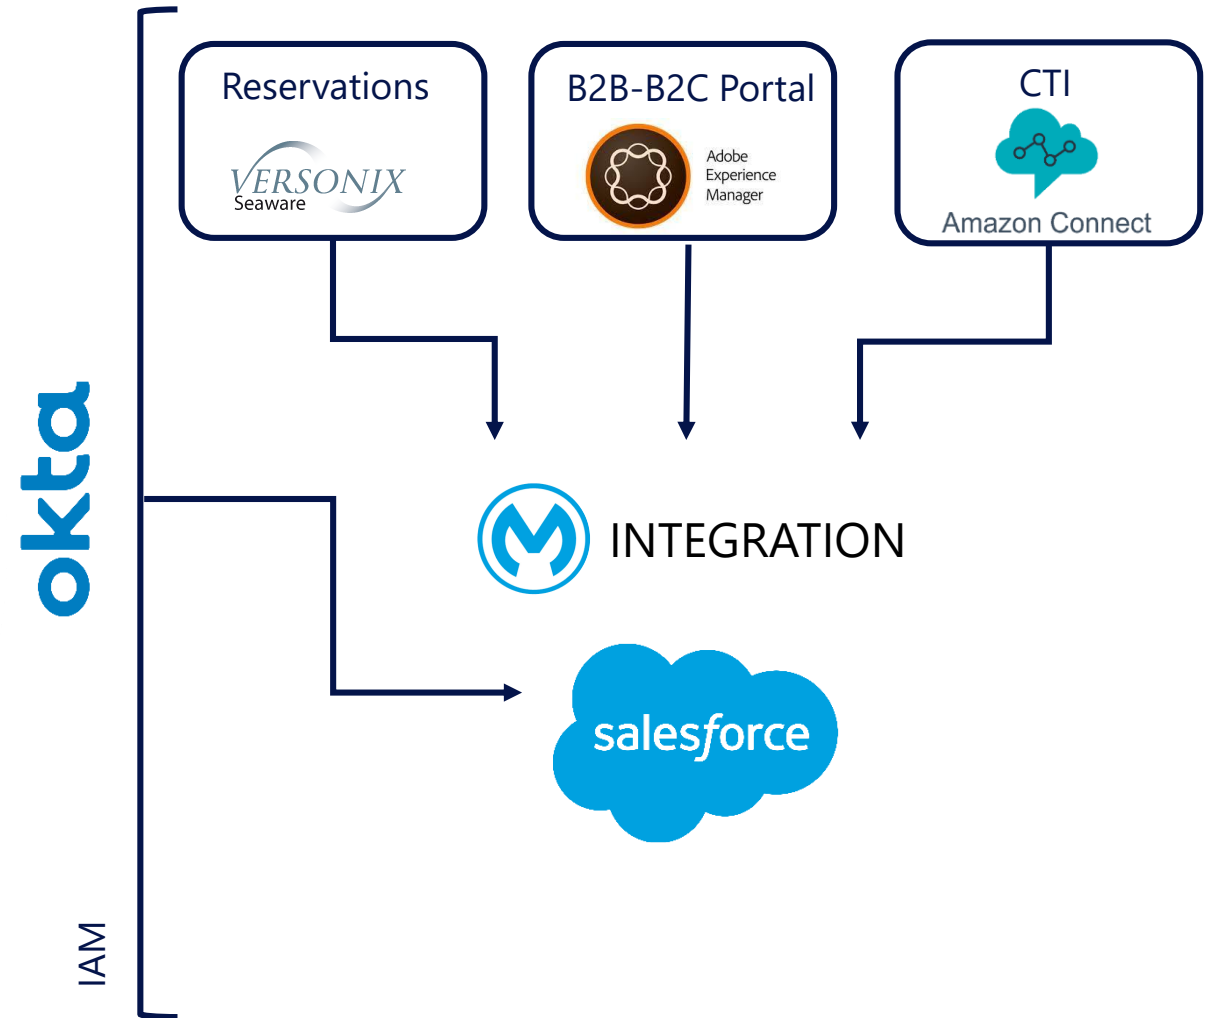 Reservations
VERSONIX
Seaware
B2B-B2C Portal
Adobe
Experience
Manager
CTI
Amazon Connect
okta
INTEGRATION
salesforce
IAM